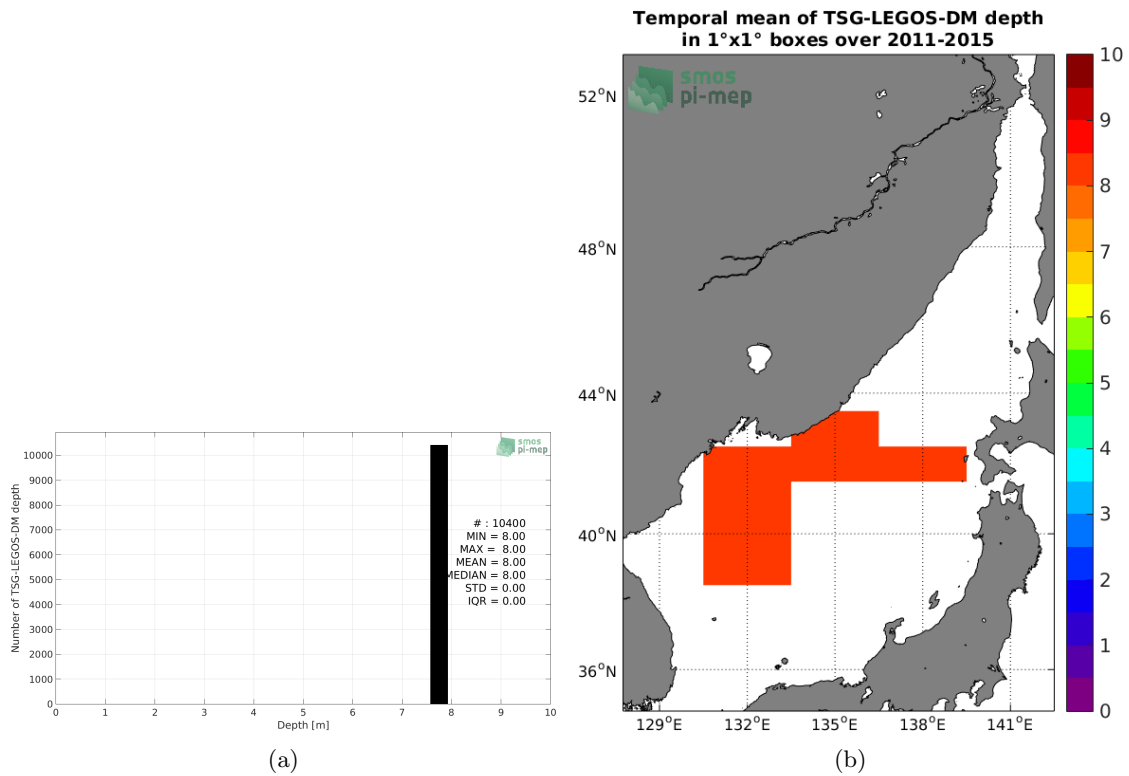 Temporal mean of TSG-LEGOS-DM depth
in 1°x1° boxes over 2011-2015
smos
pi-mep
52°N
48°N
44°N
40°N
36°N
129°E 132°E 135°E 138°E 141°E
10
9
8
7
6
5
4
3
2
1
0
smos
pi-mep
Number of TSG-LEGOS-DM depth
10000
9000
8000
7000
6000
5000
4000
3000
2000
1000
0
# : 10400
MIN = 8.00
MAX = 8.00
MEAN = 8.00
MEDIAN = 8.00
STD = 0.00
IQR = 0.00
0 1 2 3 4 5 6 7 8 9 10
Depth [m]
(a)
(b)